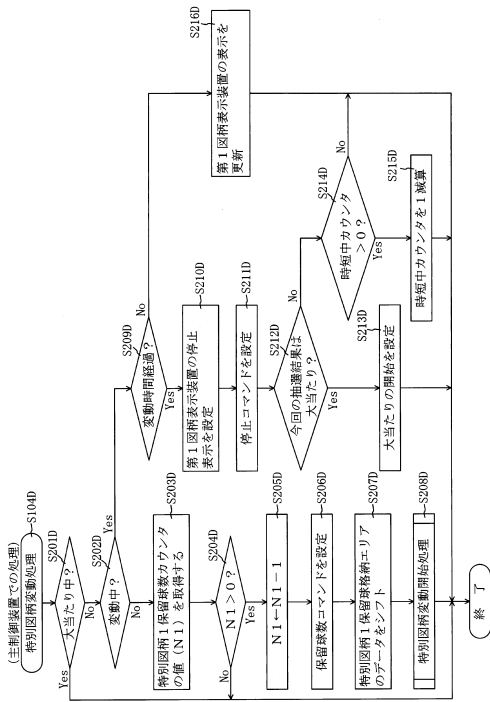 (主制御装置での処理)
特別図柄変動処理
S104D
S201D
大当たり中?
Yes
No
S202D
変動中?
Yes
No
S203D
特別図柄1保留球数カウンタ
の値(N1)を取得する
S204D
N1>0?
No
Yes
S205D
N1←N1-1
S206D
保留球数コマンドを設定
S207D
特別図柄1保留球格納エリア
のデータをシフト
S208D
特別図柄変動開始処理
終 了
S209D
変動時間経過?
No
Yes
S210D
第1図柄表示装置の停止
表示を設定
S211D
停止コマンドを設定
S212D
今回の抽選結果は
大当たり?
No
Yes
S213D
大当たりの開始を設定
S214D
時短中カウンタ
>0?
No
Yes
S215D
時短中カウンタを1減算
S216D
第1図柄表示装置の表示を
更新